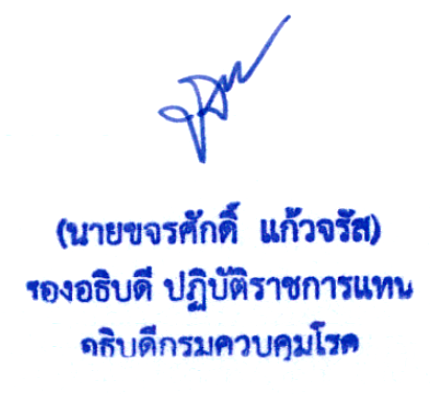 (นายขจรศักดิ์ แก้วจรัส)
รองอธิบดี ปฏิบัติราชการแทน
อธิบดีกรมควบคุมโรค